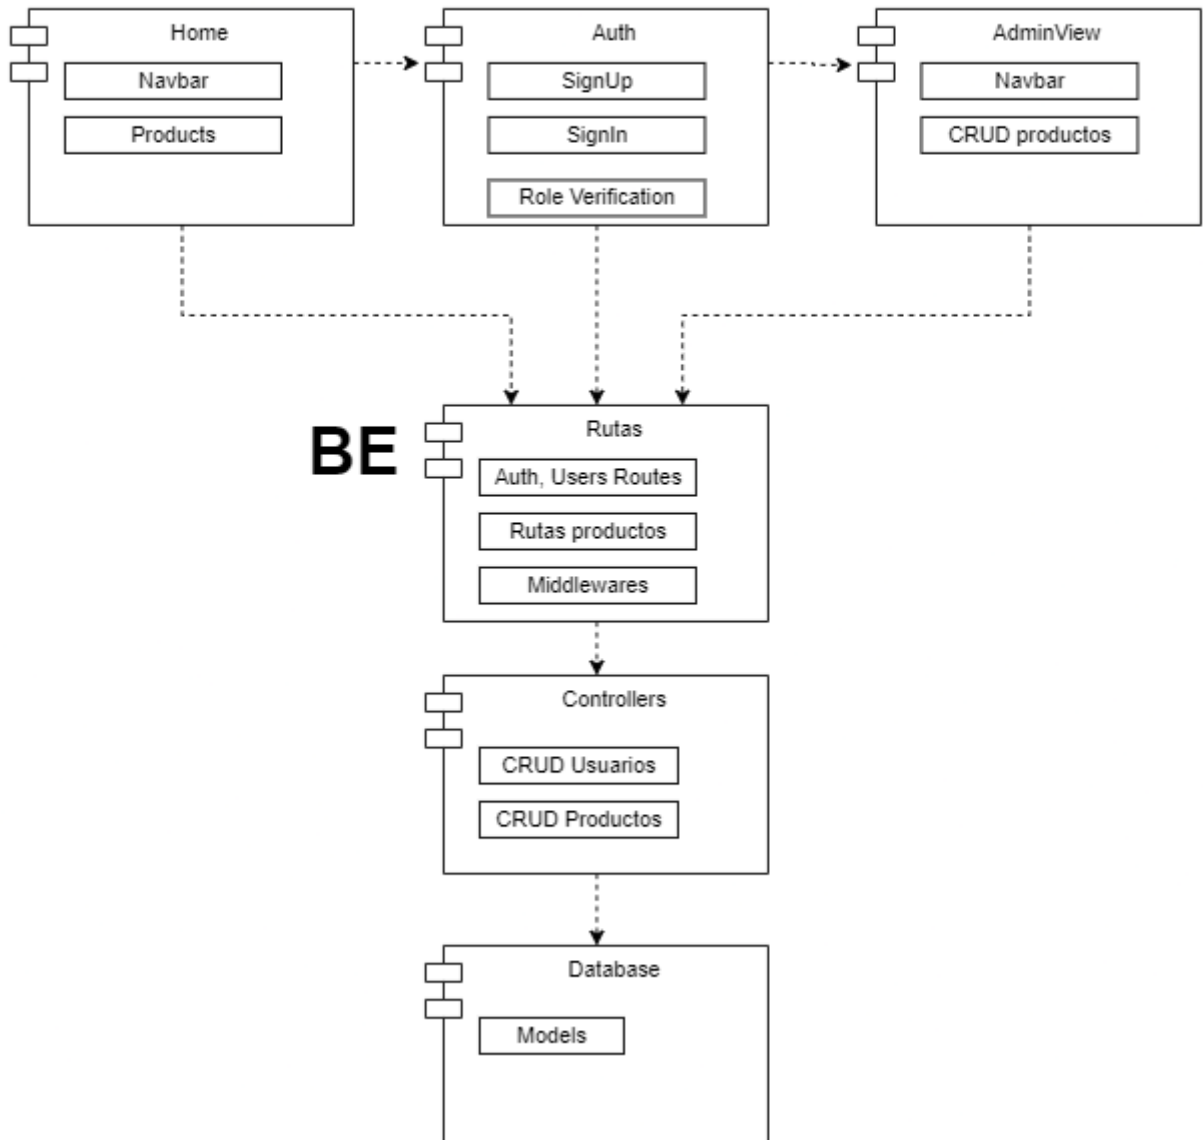 Home
Navbar
Products
Auth
SignUp
SignIn
Role Verification
AdminView
Navbar
CRUD productos
BE
Rutas
Auth, Users Routes
Rutas productos
Middlewares
Controllers
CRUD Usuarios
CRUD Productos
Database
Models